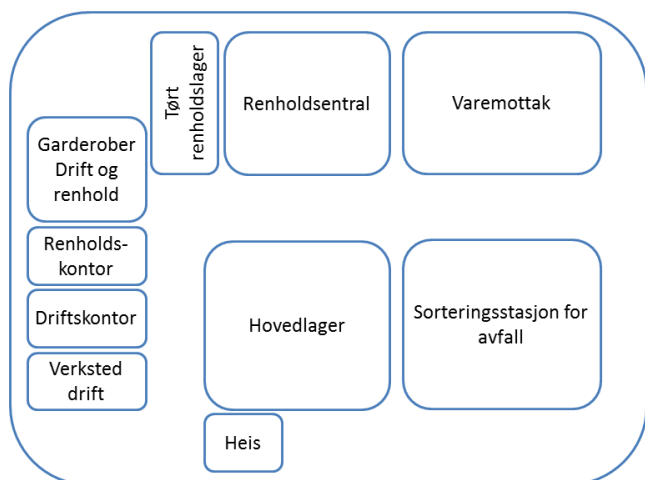 Tørt
renholdslager
Renholdsentral
Varemottak
Garderober
Drift og
renhold
Renholds-
kontor
Driftskontor
Verksted
drift
Hovedlager
Sorteringsstasjon for
avfall
Heis